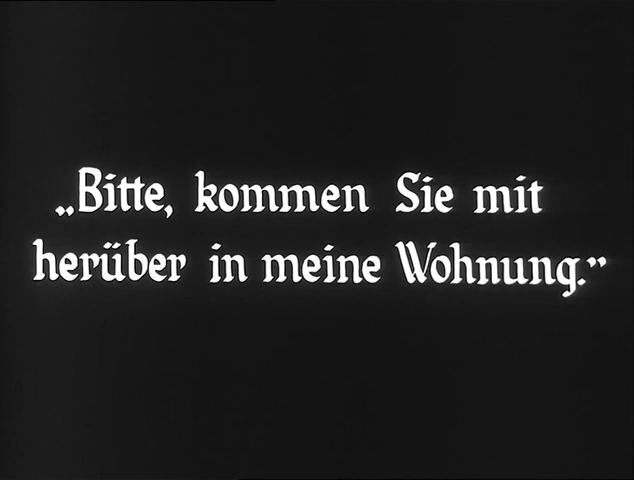 „Bitte, kommen Sie mit
herüber in meine Wohnung.”